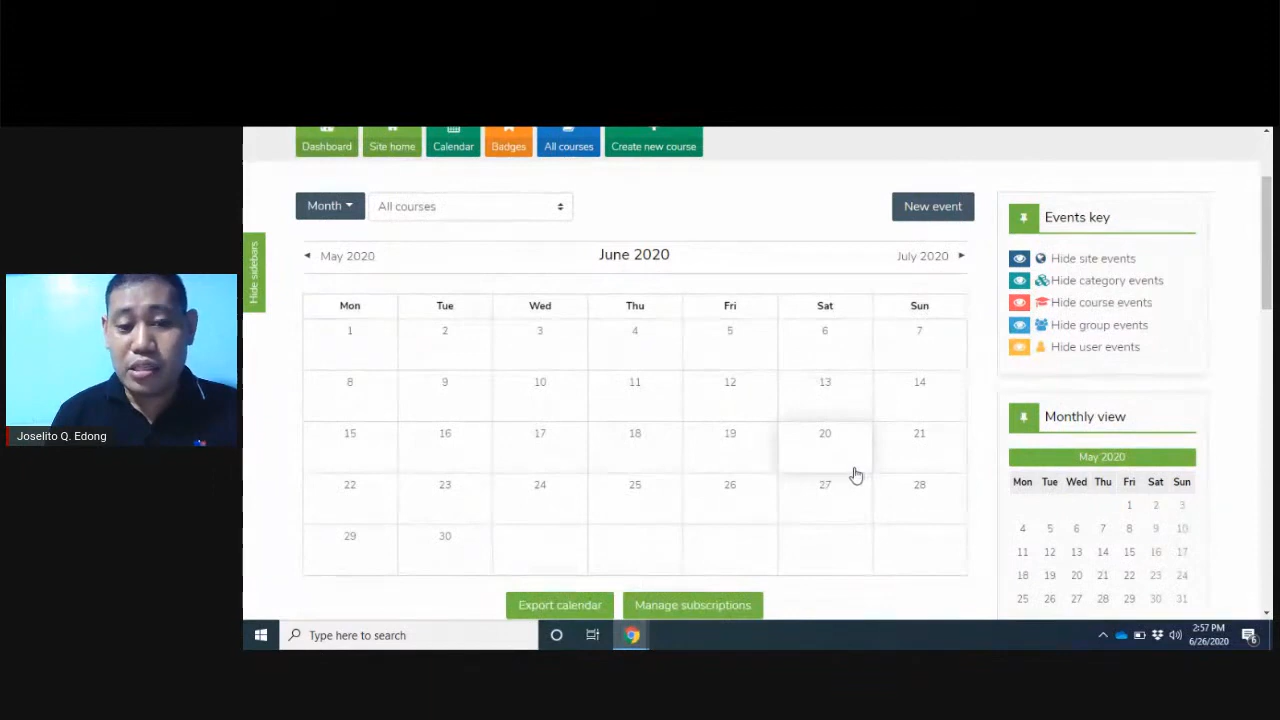 Dashboard
Site home
Calendar
Badges
All courses
Create new course
Month
All courses
New event
Hide sidebars
May 2020
June 2020
July 2020
Mon Tue Wed Thu Fri Sat Sun
1 2 3 4 5 6 7
8 9 10 11 12 13 14
15 16 17 18 19 20 21
22 23 24 25 26 27 28
29 30
Export calendar
Manage subscriptions
Events key
Hide site events
Hide category events
Hide course events
Hide group events
Hide user events
Monthly view
May 2020
Mon Tue Wed Thu Fri Sat Sun
1 2 3
4 5 6 7 8 9 10
11 12 13 14 15 16 17
18 19 20 21 22 23 24
25 26 27 28 29 30 31
Joselito Q. Edong
Type here to search
2:57 PM
6/26/2020
6